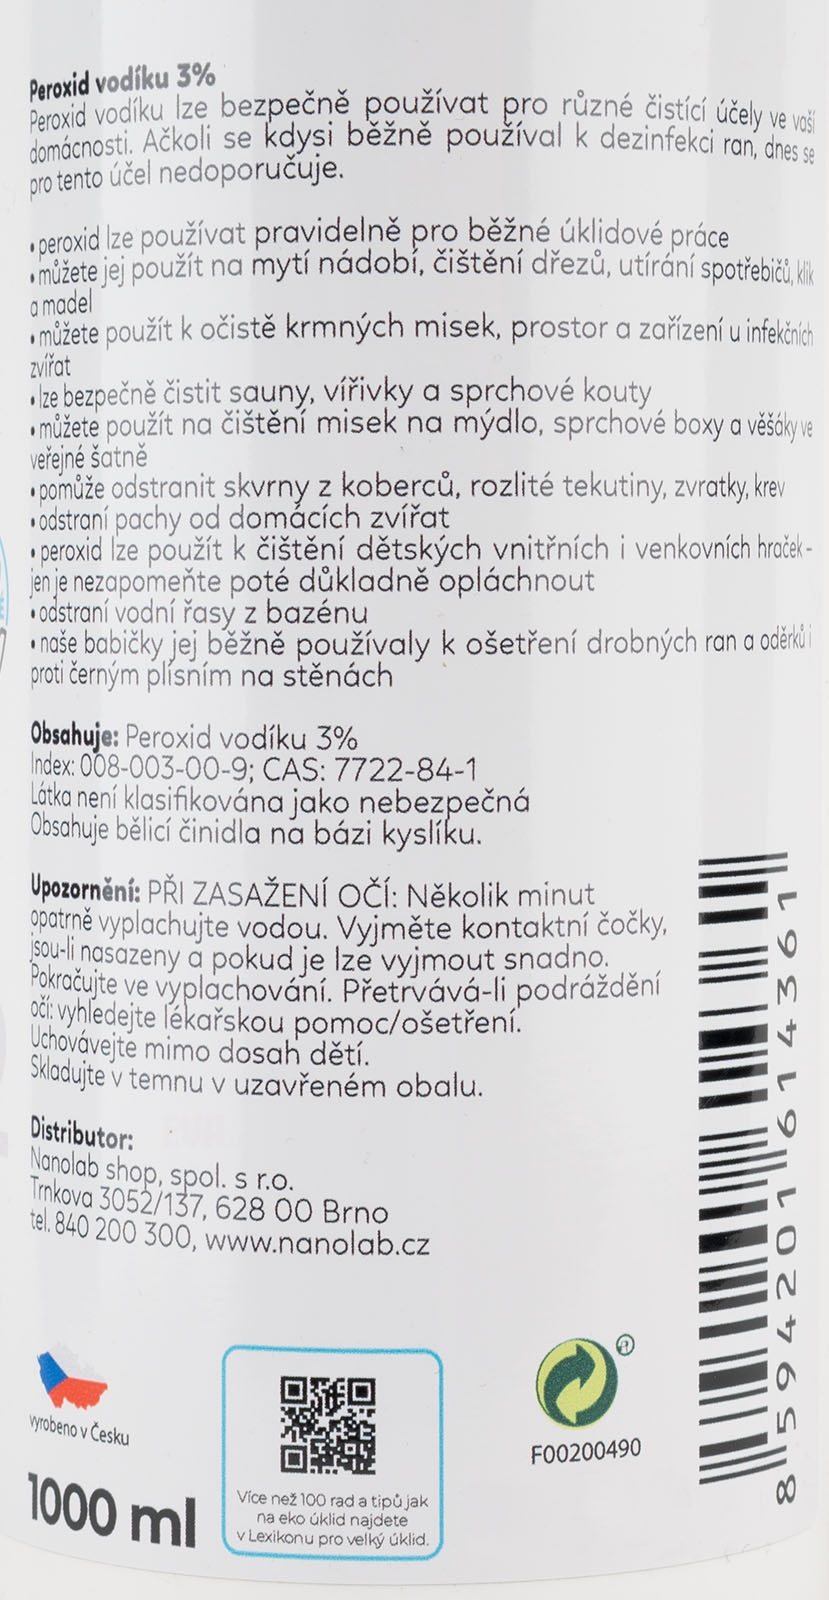 Peroxid vodíku 3%
Peroxid vodíku lze bezpečně používat pro různé čistící účely ve vaší
domácnosti. Ačkoli se kdysi běžně používal k dezinfekci ran, dnes se
pro tento účel nedoporučuje.
• peroxid lze používat pravidelně pro běžné úklidové práce
• můžete jej použít na mytí nádobí, čištění dřezů, utírání spotřebičů, klik
a madel
• můžete použít k očistě krmných misek, prostor a zařízení u infekčních
zvířat
• lze bezpečně čistit sauny, vířivky a sprchové kouty
• můžete použít na čištění misek na mýdlo, sprchové boxy a věšáky ve
veřejné šatně
• pomůže odstranit skvrny z koberců, rozlité tekutiny, zvratky, krev
• odstraní pachy od domácích zvířat
• peroxid lze použít k čištění dětských vnitřních i venkovních hraček -
jen je nezapomeňte poté důkladně opláchnout
• odstraní vodní řasy z bazénu
• naše babičky jej běžně používaly k ošetření drobných ran a oděrků i
proti černým plísním na stěnách
Obsahuje: Peroxid vodíku 3%
Index: 008-003-00-9; CAS: 7722-84-1
Látka není klasifikována jako nebezpečná
Obsahuje bělicí činidla na bázi kyslíku.
Upozornění: PŘI ZASAŽENÍ OČÍ: Několik minut
opatrně vyplachujte vodou. Vyjměte kontaktní čočky,
jsou-li nasazeny a pokud je lze vyjmout snadno.
Pokračujte ve vyplachování. Přetrvává-li podráždění
očí: vyhledejte lékařskou pomoc/ošetření.
Uchovávejte mimo dosah dětí.
Skladujte v temnu v uzavřeném obalu.
Distributor:
Nanolab shop, spol. s r.o.
Trnkova 3052/137, 628 00 Brno
tel. 840 200 300, www.nanolab.cz
vyrobeno v Česku
1000 ml
Více než 100 rad a tipů jak
na eko úklid najdete
v Lexikonu pro velký úklid.
F00200490
8 594201 614361